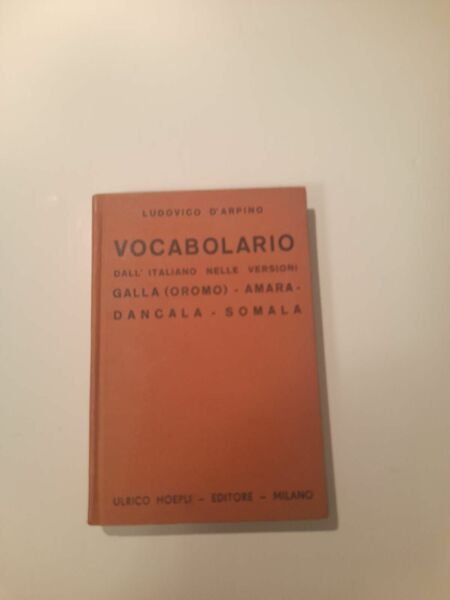 LUDOVICO D'ARPINO
VOCABOLARIO
DALL' ITALIANO NELLE VERSIONI
GALLA (OROMO) - AMARA -
DANCALA - SOMALA
ULRICO HOEPLI - EDITORE - MILANO